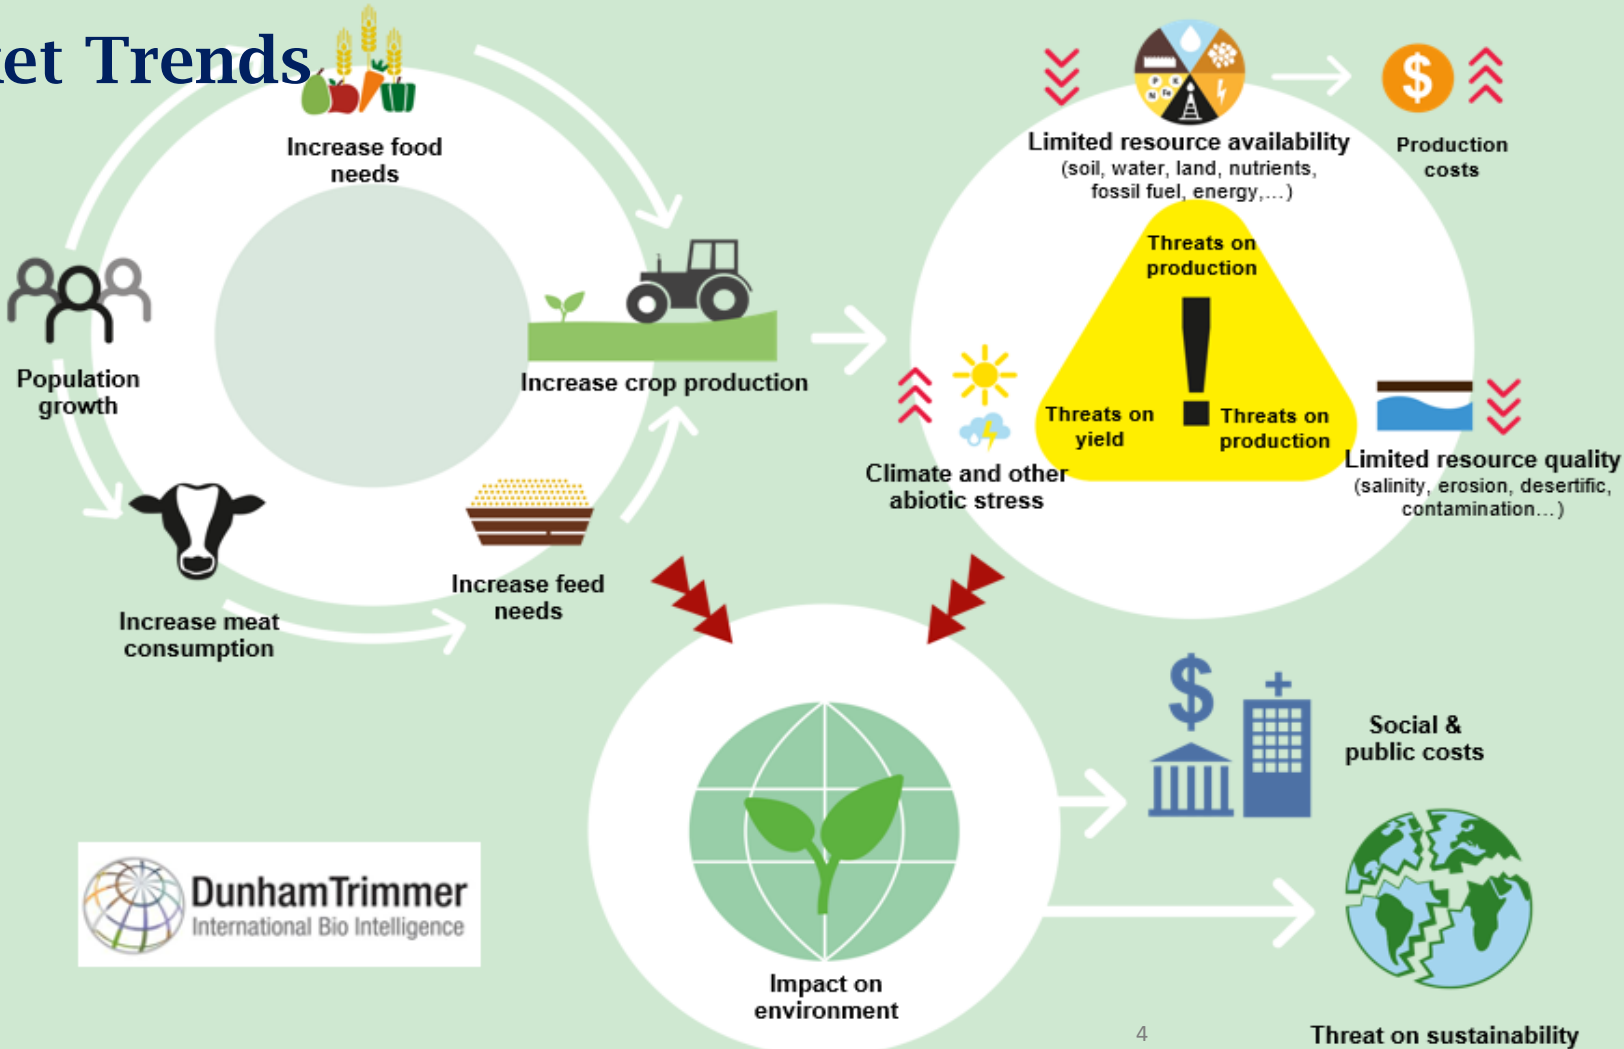 et Trends
Increase food
needs
Population
growth
Increase crop production
Increase meat
consumption
Increase feed
needs
Limited resource availability
(soil, water, land, nutrients,
fossil fuel, energy,...)
Production
costs
P K
N Fe
Threats on
production
!
Threats on
yield
Threats on
production
Climate and other
abiotic stress
Limited resource quality
(salinity, erosion, desertific,
contamination...)
$
$
Social &
public costs
DunhamTrimmer
International Bio Intelligence
Impact on
environment
4
Threat on sustainability